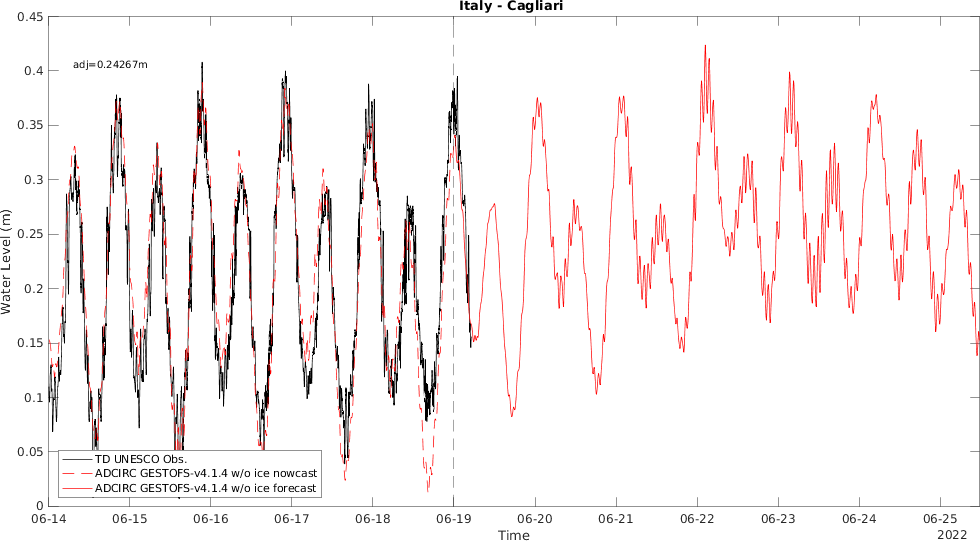 Italy - Cagliari
0.45
0.4
0.35
0.3
0.25
0.2
0.15
0.1
0.05
0
Water Level (m)
adj=0.24267m
TD UNESCO Obs.
ADCIRC GESTOFS-v4.1.4 w/o ice nowcast
ADCIRC GESTOFS-v4.1.4 w/o ice forecast
06-14 06-15 06-16 06-17 06-18 06-19 06-20 06-21 06-22 06-23 06-24 06-25
Time
2022